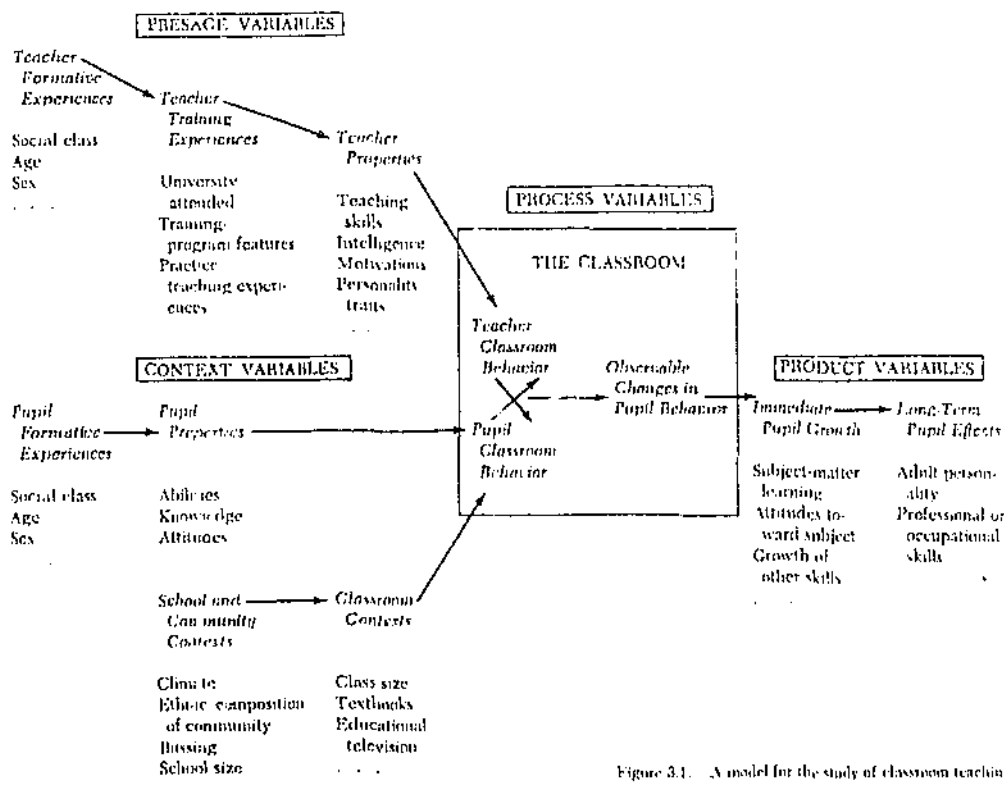 PRESAGE VARIABLES
Teacher
Formative
Experiences
Social class
Age
Sex
. . . .
Teacher
Training
Experiences
University
attended
Training-
program features
Practice
teaching experi-
ences
Teacher
Properties
Teaching
skills
Intelligence
Motivations
Personality
traits
. . .
PROCESS VARIABLES
THE CLASSROOM
Teacher
Classroom
Behavior
Pupil
Classroom
Behavior
Observable
Changes in
Pupil Behavior
CONTEXT VARIABLES
Pupil
Formative
Experiences
Social class
Age
Sex
Pupil
Properties
Abilities
Knowledge
Attitudes
School and
Community
Contexts
Climate
Ethnic composition
of community
Bussing
School size
Classroom
Contexts
Class size
Textbooks
Educational
television
. . . .
PRODUCT VARIABLES
Immediate
Pupil Growth
Subject-matter
learning
Attitudes to-
ward subject
Growth of
other skills
. . . .
Long-Term
Pupil Effects
Adult person-
ality
Professional or
occupational
skills
Figure 3.1. A model for the study of classroom teachin